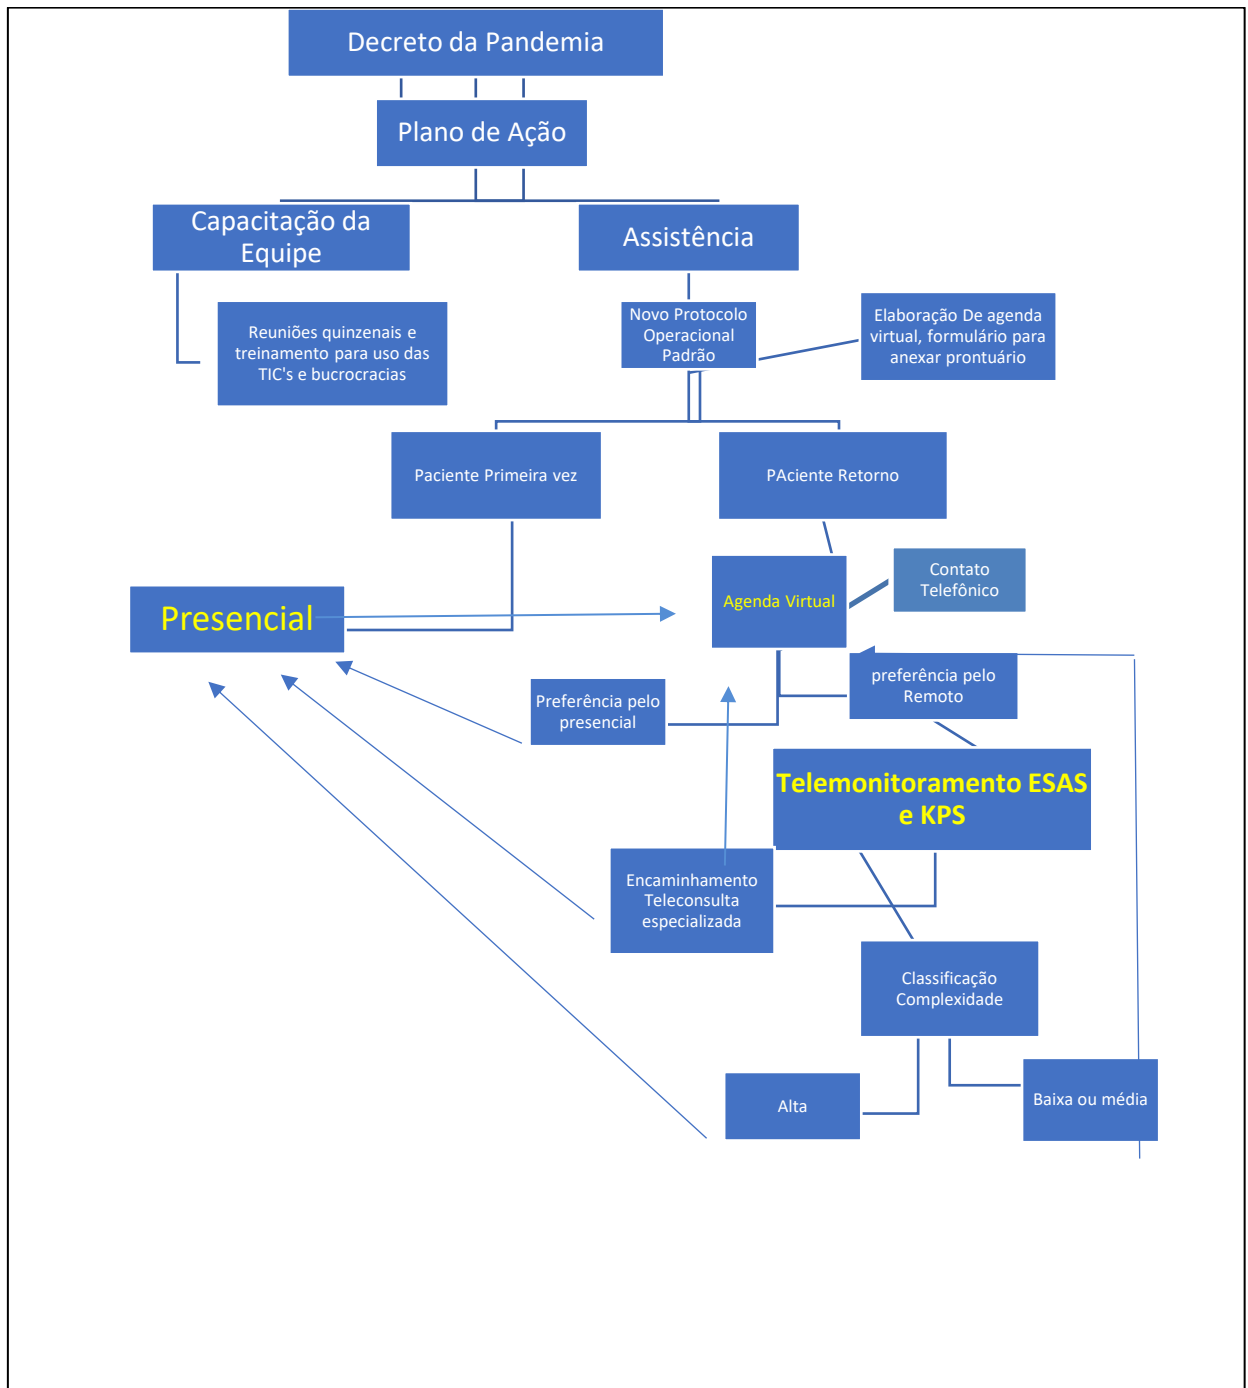 Decreto da Pandemia
Plano de Ação
Capacitação da
Equipe
Assistência
Reuniões quinzenais e
treinamento para uso das
TIC's e bucrocracias
Novo Protocolo
Operacional
Padrão
Elaboração De agenda
virtual, formulário para
anexar prontuário
Paciente Primeira vez
PAciente Retorno
Contato
Telefônico
Agenda Virtual
Presencial
preferência pelo
Remoto
Preferência pelo
presencial
Telemonitoramento ESAS
e KPS
Encaminhamento
Teleconsulta
especializada
Classificação
Complexidade
Alta
Baixa ou média